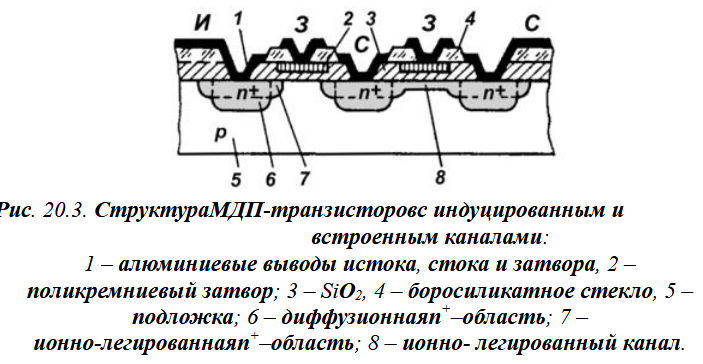 И 1 З 2 3 З 4 С
С
n+ n+ n+
p
5 6 7 8
Рис. 20.3. СтруктураМДП-транзисторовс индуцированным и
встроенным каналами:
1 – алюминиевые выводы истока, стока и затвора, 2 –
поликремниевый затвор; 3 – SiO2, 4 – боросиликатное стекло, 5 –
подложка; 6 – диффузионнаяn+–область; 7 –
ионно-легированнаяn+–область; 8 – ионно- легированный канал.